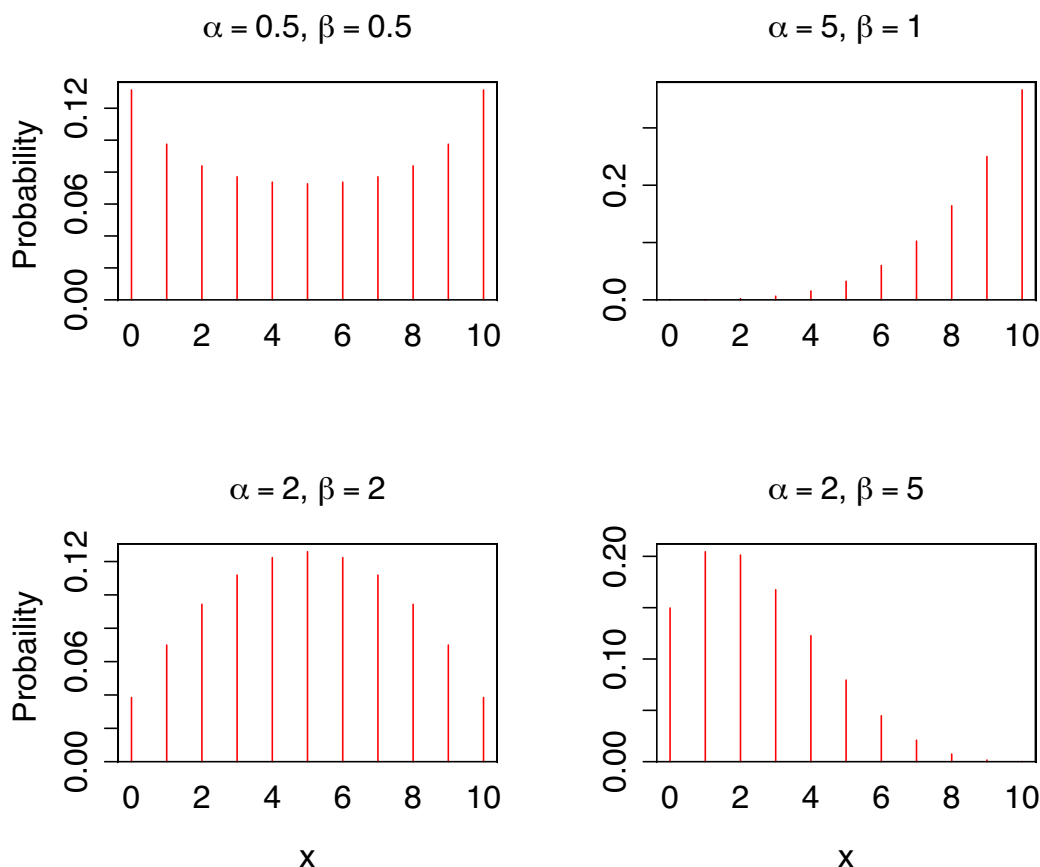 α = 0.5, β = 0.5
Probability
0.00 0.06 0.12
0 2 4 6 8 10
α = 5, β = 1
0.0 0.2
0 2 4 6 8 10
α = 2, β = 2
Probaility
0.00 0.06 0.12
0 2 4 6 8 10
x
α = 2, β = 5
0.00 0.10 0.20
0 2 4 6 8 10
x